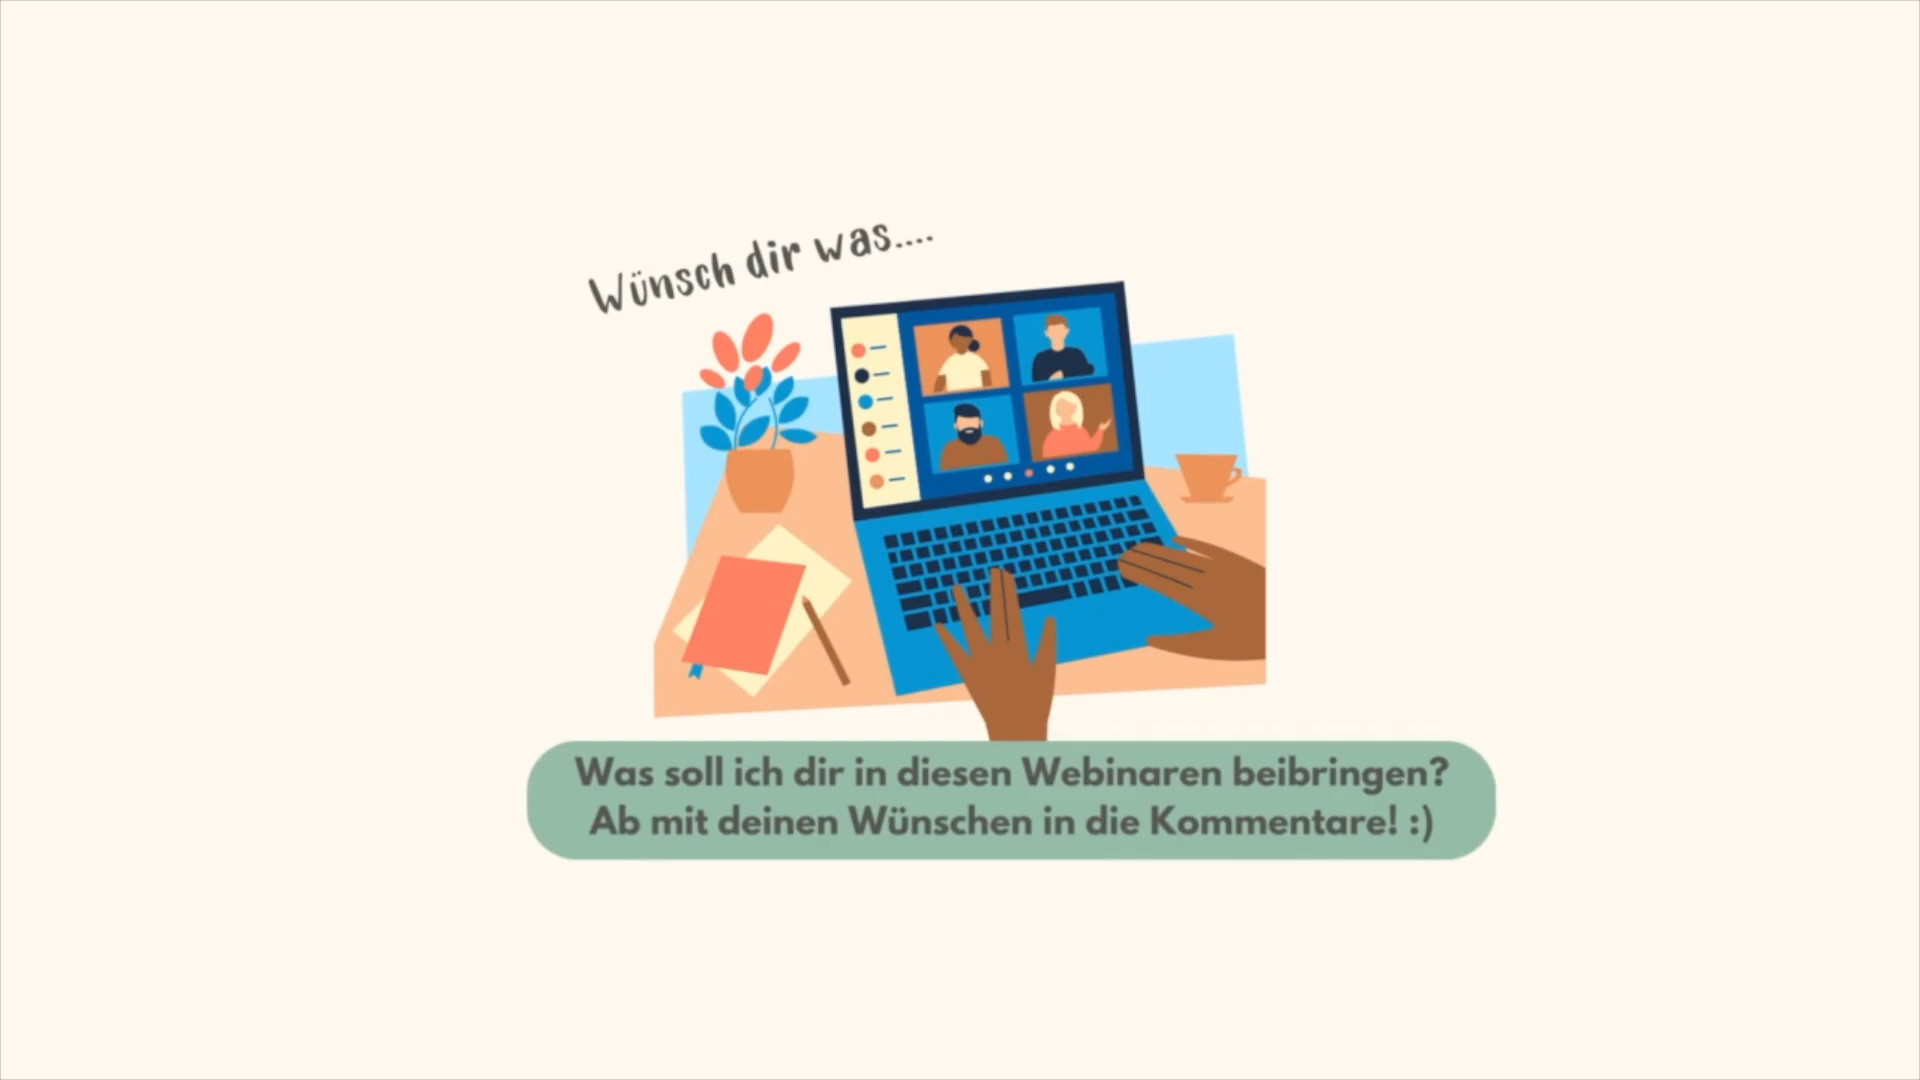 Wünsch dir was....
Was soll ich dir in diesen Webinaren beibringen?
Ab mit deinen Wünschen in die Kommentare! :)